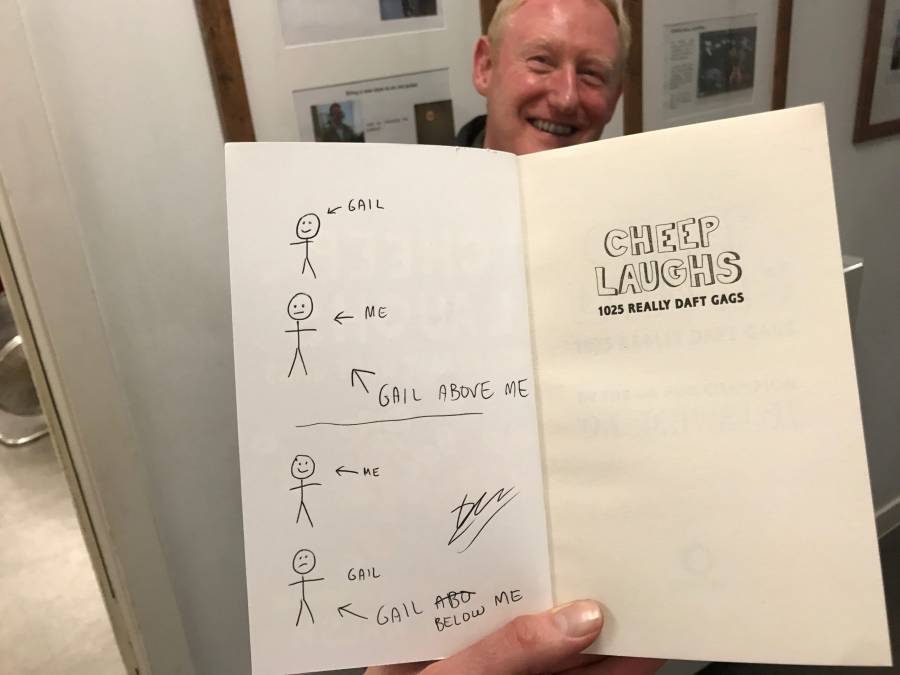 GAIL
ME
GAIL ABOVE ME
ME
GAIL
GAIL ABO ME
BELOW
CHEEP
LAUGHS
1025 REALLY DAFT GAGS